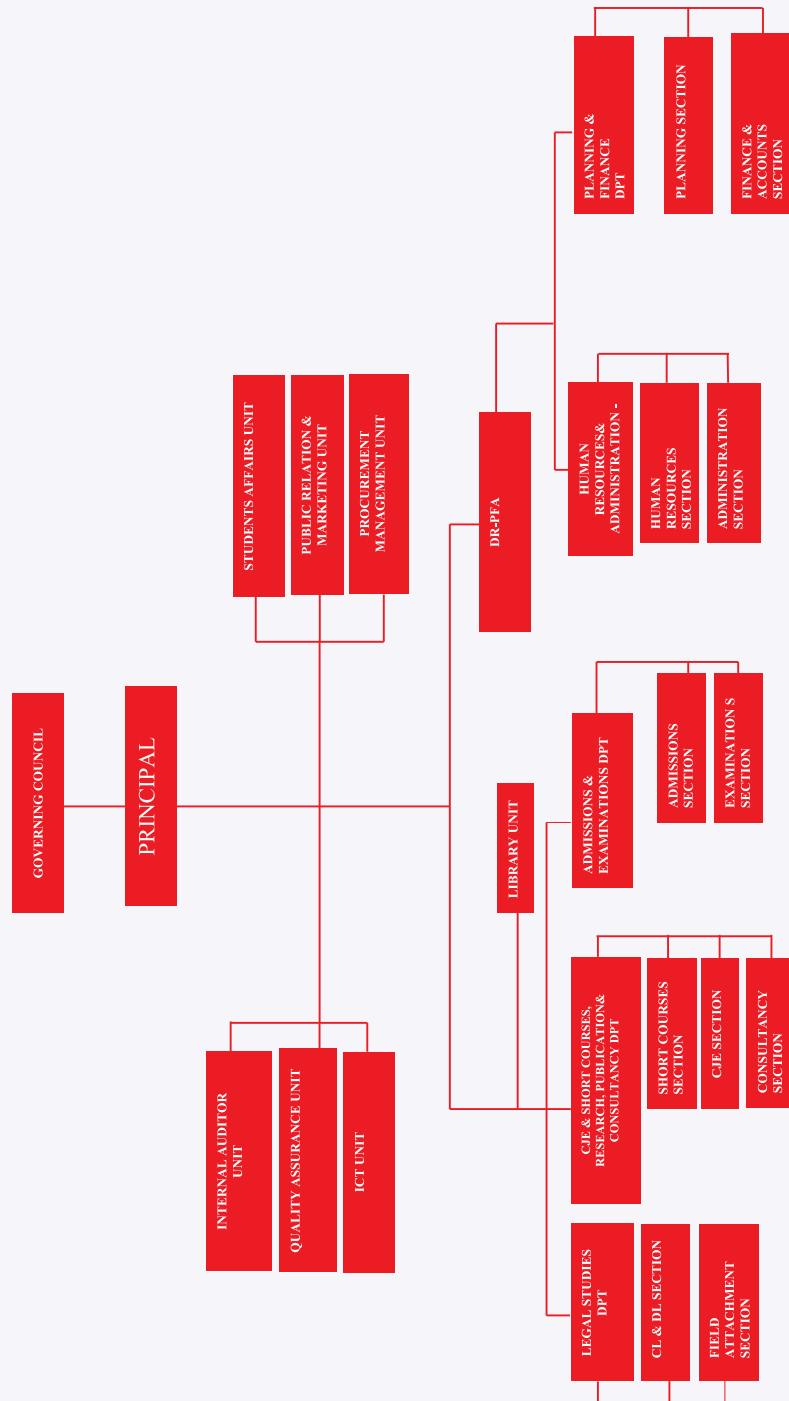 GOVERNING COUNCIL
PRINCIPAL
INTERNAL AUDITOR
UNIT
QUALITY ASSURANCE UNIT
ICT UNIT
STUDENTS AFFAIRS UNIT
PUBLIC RELATION &
MARKETING UNIT
PROCUREMENT
MANAGEMENT UNIT
LIBRARY UNIT
DR-PFA
LEGAL STUDIES
DPT
CL & DL SECTION
FIELD
ATTACHMENT
SECTION
CJE & SHORT COURSES,
RESEARCH, PUBLICATION&
CONSULTANCY DPT
SHORT COURSES
SECTION
CJE SECTION
CONSULTANCY
SECTION
ADMISSIONS &
EXAMINATIONS DPT
ADMISSIONS
SECTION
EXAMINATION S
SECTION
HUMAN
RESOURCES&
ADMINISTRATION -
HUMAN
RESOURCES
SECTION
ADMINISTRATION
SECTION
PLANNING &
FINANCE
DPT
PLANNING SECTION
FINANCE &
ACCOUNTS
SECTION